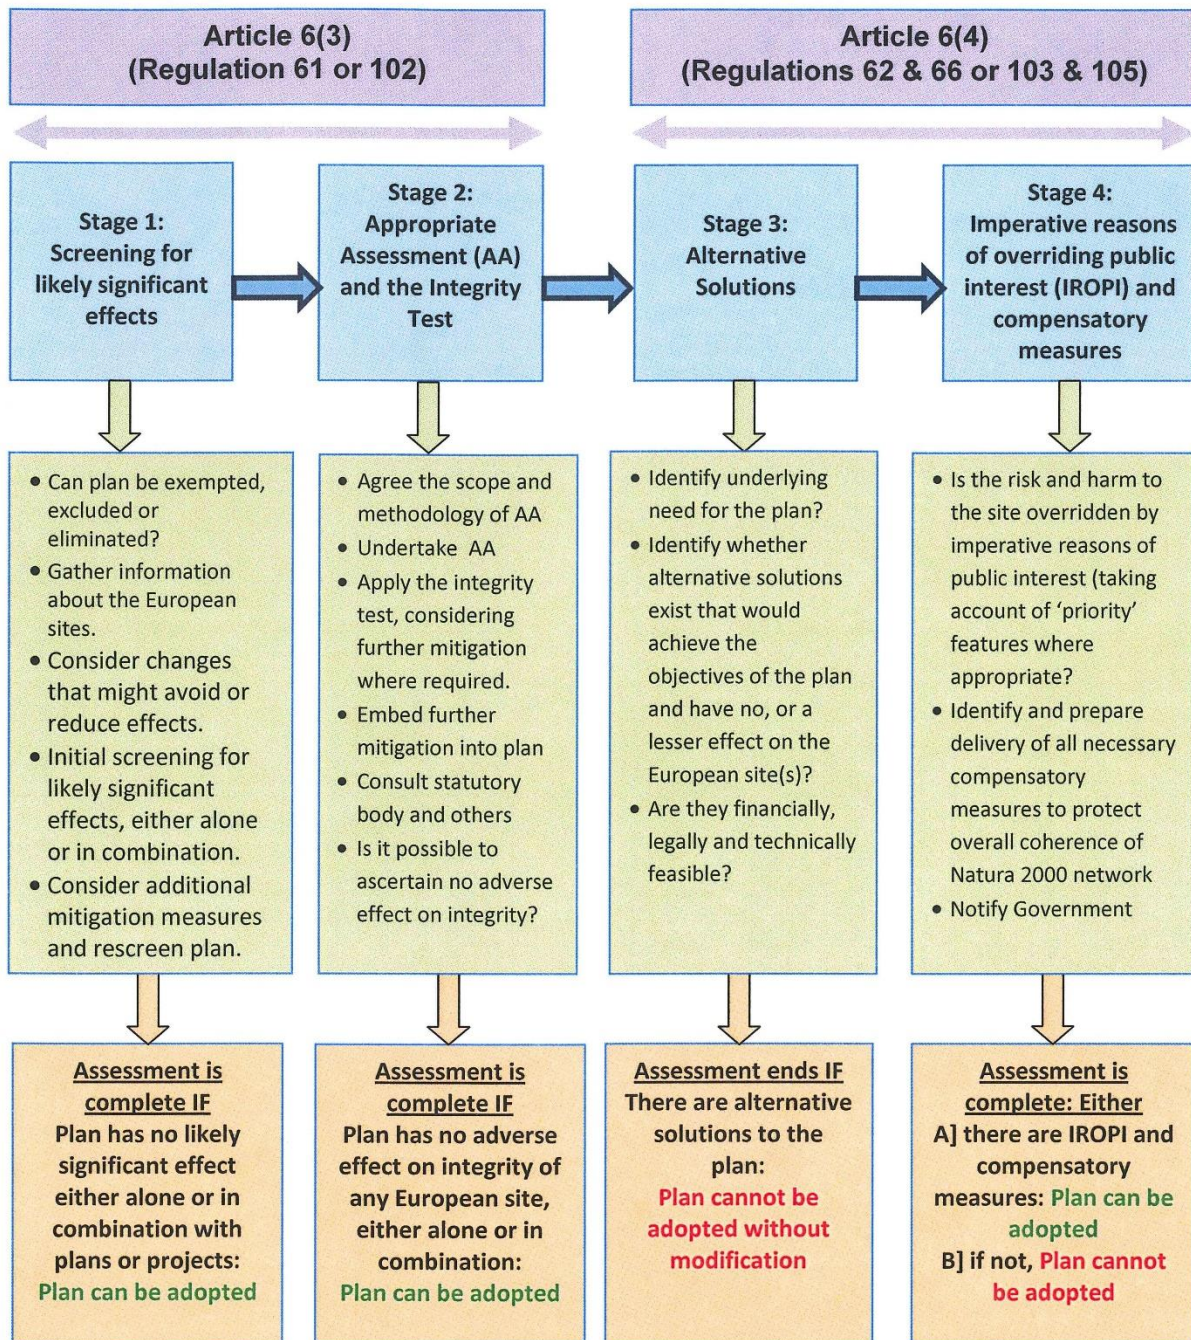 Article 6(3)
(Regulation 61 or 102)
Article 6(4)
(Regulations 62 & 66 or 103 & 105)
Stage 1:
Screening for
likely significant
effects
Stage 2:
Appropriate
Assessment (AA)
and the Integrity
Test
Stage 3:
Alternative
Solutions
Stage 4:
Imperative reasons
of overriding public
interest (IROPI) and
compensatory
measures
• Can plan be exempted,
excluded or
eliminated?
• Gather information
about the European
sites.
• Consider changes
that might avoid or
reduce effects.
• Initial screening for
likely significant
effects, either alone
or in combination.
• Consider additional
mitigation measures
and rescreen plan.
• Agree the scope and
methodology of AA
• Undertake AA
• Apply the integrity
test, considering
further mitigation
where required.
• Embed further
mitigation into plan
• Consult statutory
body and others
• Is it possible to
ascertain no adverse
effect on integrity?
• Identify underlying
need for the plan?
• Identify whether
alternative solutions
exist that would
achieve the
objectives of the plan
and have no, or a
lesser effect on the
European site(s)?
• Are they financially,
legally and technically
feasible?
• Is the risk and harm to
the site overridden by
imperative reasons of
public interest (taking
account of ‘priority’
features where
appropriate?
• Identify and prepare
delivery of all necessary
compensatory
measures to protect
overall coherence of
Natura 2000 network
• Notify Government
Assessment is
complete IF
Plan has no likely
significant effect
either alone or in
combination with
plans or projects:
Plan can be adopted
Assessment is
complete IF
Plan has no adverse
effect on integrity of
any European site,
either alone or in
combination:
Plan can be adopted
Assessment ends IF
There are alternative
solutions to the
plan:
Plan cannot be
adopted without
modification
Assessment is
complete: Either
A] there are IROPI and
compensatory
measures: Plan can be
adopted
B] if not, Plan cannot
be adopted